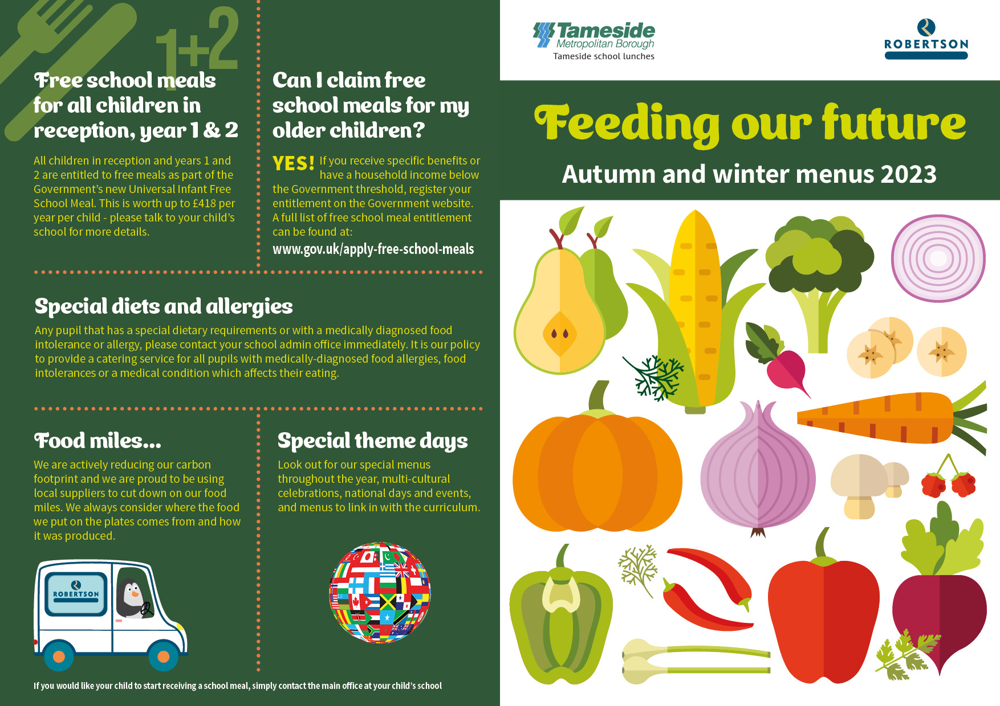 1+2
Free school meals
for all children in
reception, year 1 & 2
All children in reception and years 1 and
2 are entitled to free meals as part of the
Government’s new Universal Infant Free
School Meal. This is worth up to £418 per
year per child - please talk to your child’s
school for more details.
Can I claim free
school meals for my
older children?
YES! If you receive specific benefits or
have a household income below
the Government threshold, register your
entitlement on the Government website.
A full list of free school meal entitlement
can be found at:
www.gov.uk/apply-free-school-meals
Special diets and allergies
Any pupil that has a special dietary requirements or with a medically diagnosed food
intolerance or allergy, please contact your school admin office immediately. It is our policy
to provide a catering service for all pupils with medically-diagnosed food allergies, food
intolerances or a medical condition which affects their eating.
Food miles...
We are actively reducing our carbon
footprint and we are proud to be using
local suppliers to cut down on our food
miles. We always consider where the food
we put on the plates comes from and how
it was produced.
ROBERTSON
Special theme days
Look out for our special menus
throughout the year, multi-cultural
celebrations, national days and events,
and menus to link in with the curriculum.
If you would like your child to start receiving a school meal, simply contact the main office at your child’s school
Tameside
Metropolitan Borough
Tameside school lunches
ROBERTSON
Feeding our future
Autumn and winter menus 2023